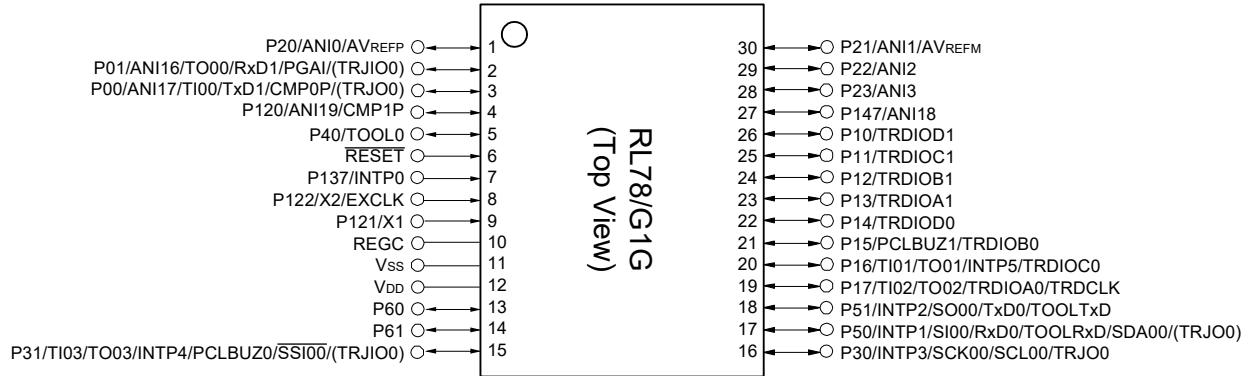 P20/ANI0/AVREFP 1
P01/ANI16/TO00/RxD1/PGAI/(TRJIO0) 2
P00/ANI17/TI00/TxD1/CMP0P/(TRJO0) 3
P120/ANI19/CMP1P 4
P40/TOOL0 5
RESET 6
P137/INTP0 7
P122/X2/EXCLK 8
P121/X1 9
REGC 10
VSS 11
VDD 12
P60 13
P61 14
P31/TI03/TO03/INTP4/PCLBUZ0/SSI00/(TRJIO0) 15
RL78/G1G
(Top View)
30 P21/ANI1/AVREFM
29 P22/ANI2
28 P23/ANI3
27 P147/ANI18
26 P10/TRDIOD1
25 P11/TRDIOC1
24 P12/TRDIOB1
23 P13/TRDIOA1
22 P14/TRDIOD0
21 P15/PCLBUZ1/TRDIOB0
20 P16/TI01/TO01/INTP5/TRDIOC0
19 P17/TI02/TO02/TRDIOA0/TRDCLK
18 P51/INTP2/SO00/TxD0/TOOLTxD
17 P50/INTP1/SI00/RxD0/TOOLRxD/SDA00/(TRJO0)
16 P30/INTP3/SCK00/SCL00/TRJO0